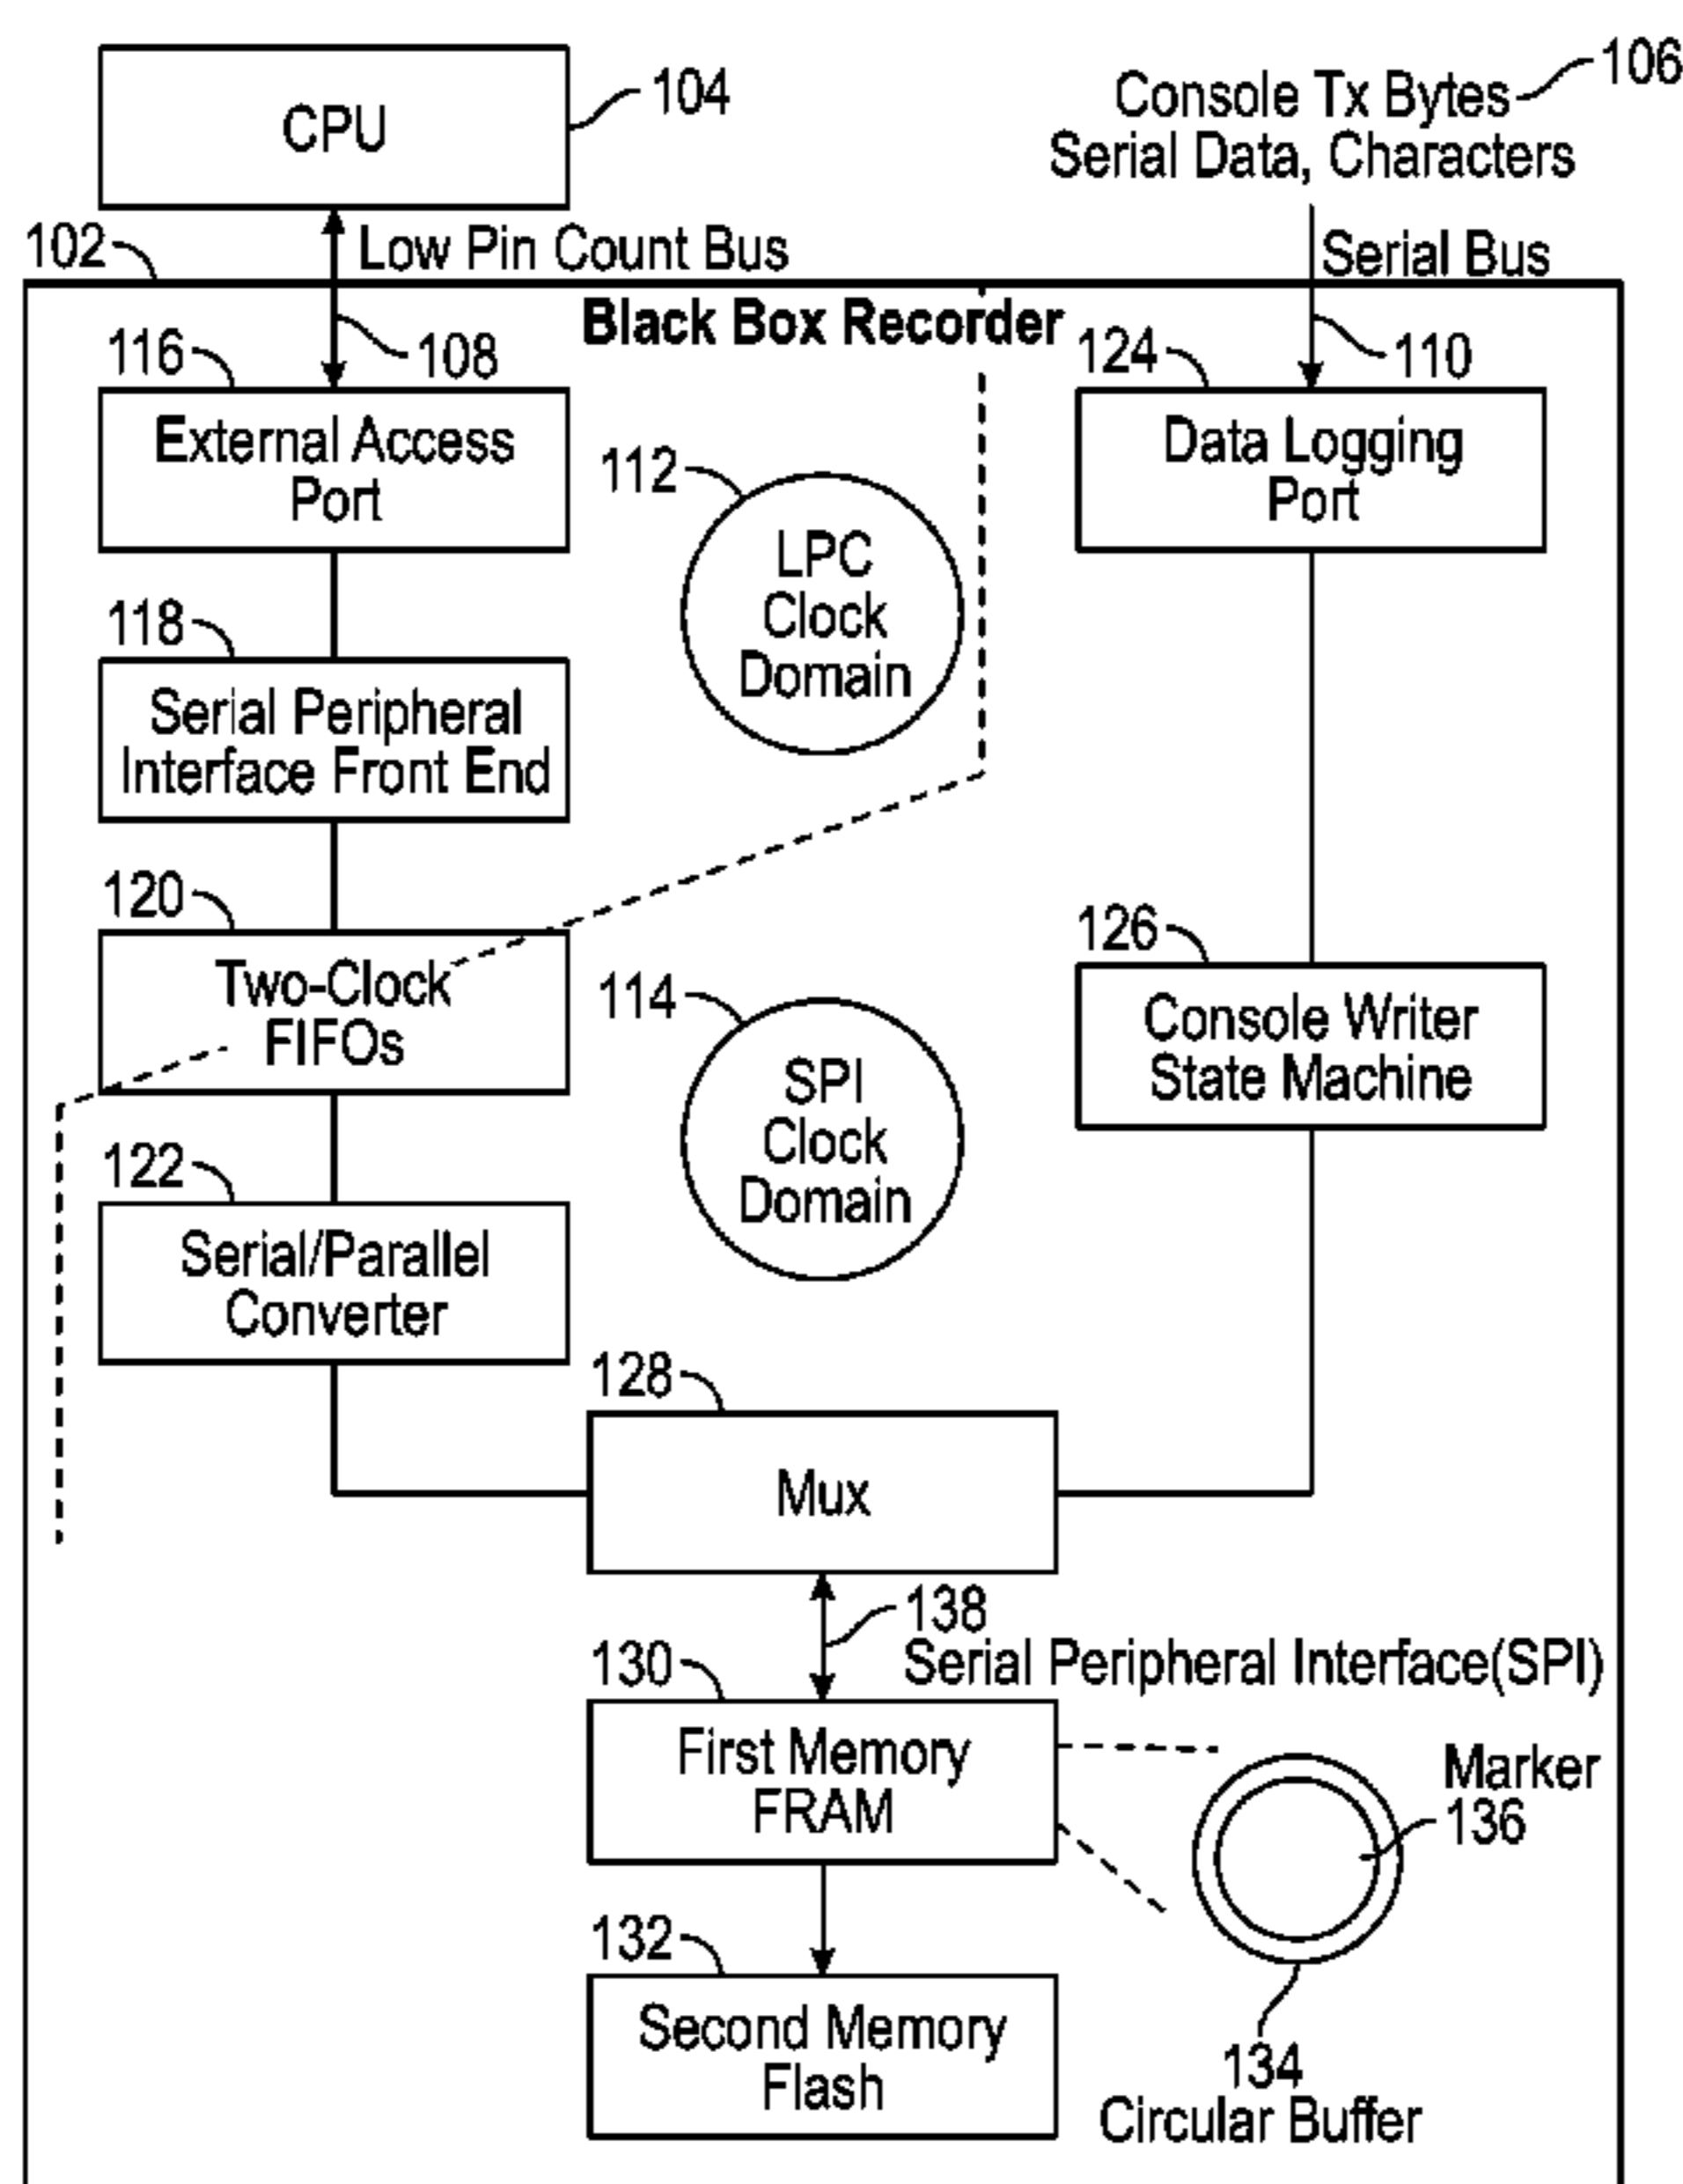 CPU
104
Console Tx Bytes
Serial Data, Characters
106
102
Low Pin Count Bus
Serial Bus
Black Box Recorder
108
110
116
External Access
Port
112
LPC
Clock
Domain
124
Data Logging
Port
118
Serial Peripheral
Interface Front End
120
Two-Clock
FIFOs
114
SPI
Clock
Domain
126
Console Writer
State Machine
122
Serial/Parallel
Converter
128
Mux
138
Serial Peripheral Interface(SPI)
130
First Memory
FRAM
Marker
136
132
Second Memory
Flash
134
Circular Buffer